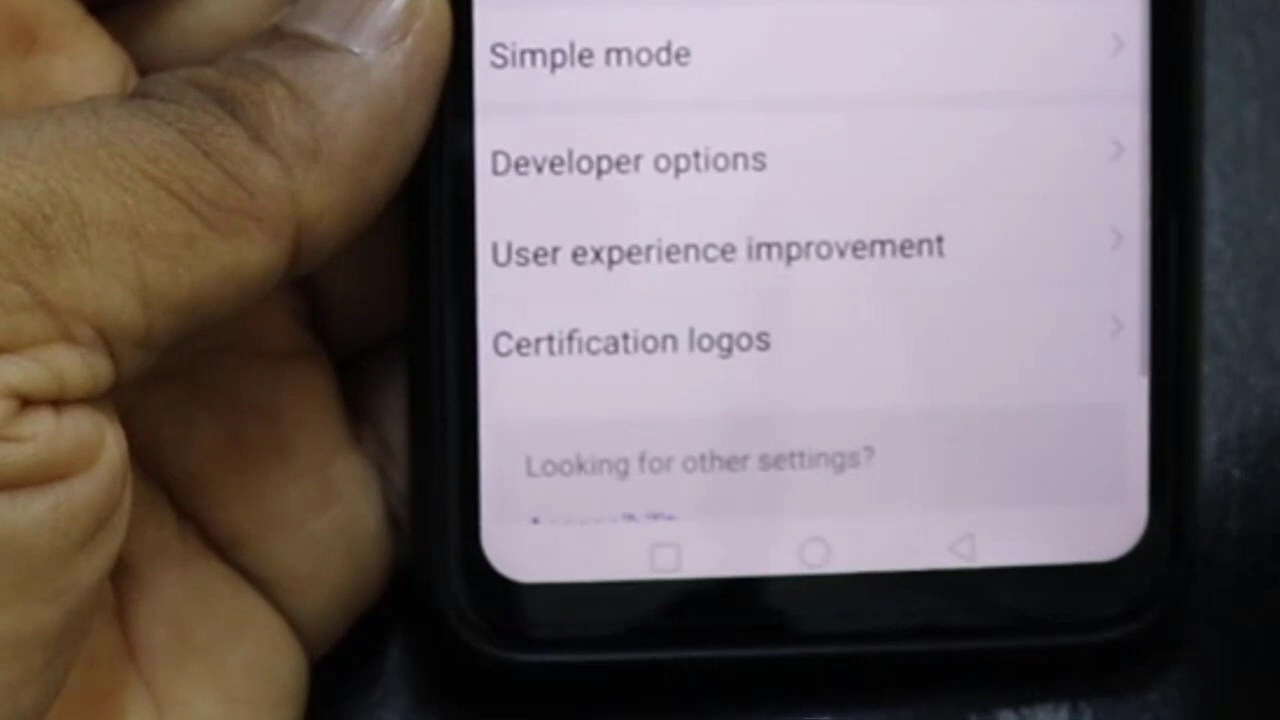 Simple mode
Developer options
User experience improvement
Certification logos
Looking for other settings?